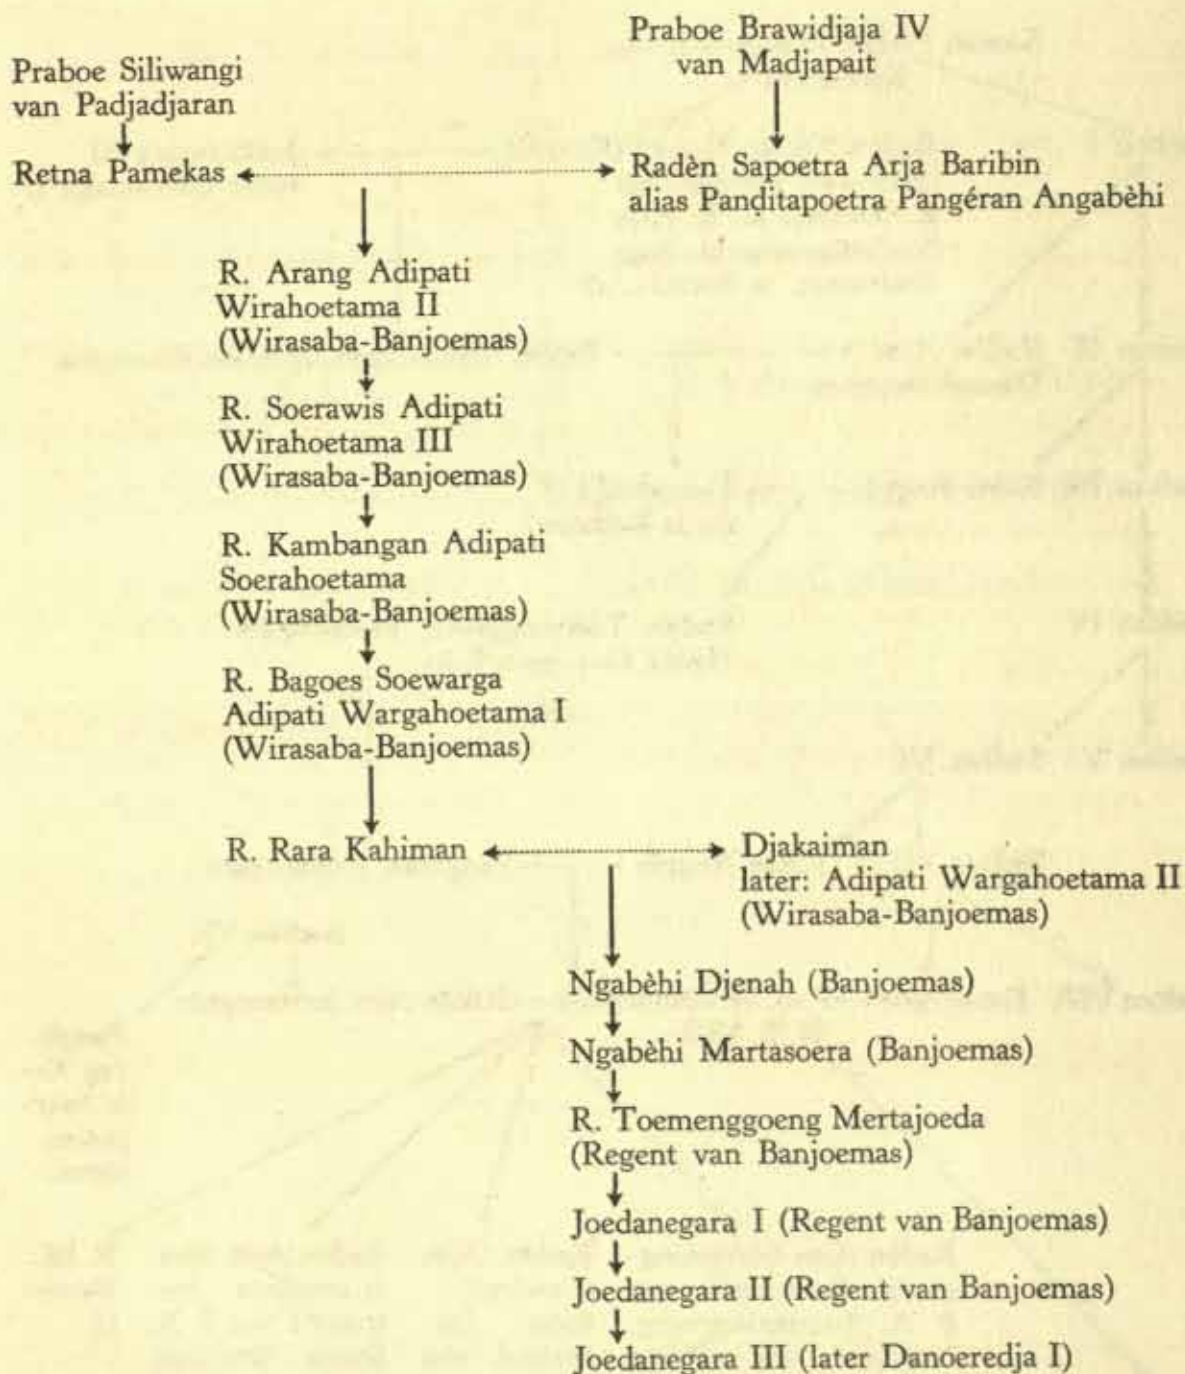 Praboe Siliwangi
van Padjadjaran
Praboe Brawidjaja IV
van Madjapait
Retna Pamekas
Radèn Sapoetra Arja Baribin
alias Panḍitapoetra Pangéran Angabèhi
R. Arang Adipati
Wirahoetama II
(Wirasaba-Banjoemas)
R. Soerawis Adipati
Wirahoetama III
(Wirasaba-Banjoemas)
R. Kambangan Adipati
Soerahoetama
(Wirasaba-Banjoemas)
R. Bagoes Soewarga
Adipati Wargahoetama I
(Wirasaba-Banjoemas)
R. Rara Kahiman
Djakaiman
later: Adipati Wargahoetama II
(Wirasaba-Banjoemas)
Ngabèhi Djenah (Banjoemas)
Ngabèhi Martasoera (Banjoemas)
R. Toemenggoeng Mertajoeda
(Regent van Banjoemas)
Joedanegara I (Regent van Banjoemas)
Joedanegara II (Regent van Banjoemas)
Joedanegara III (later Danoeredja I)